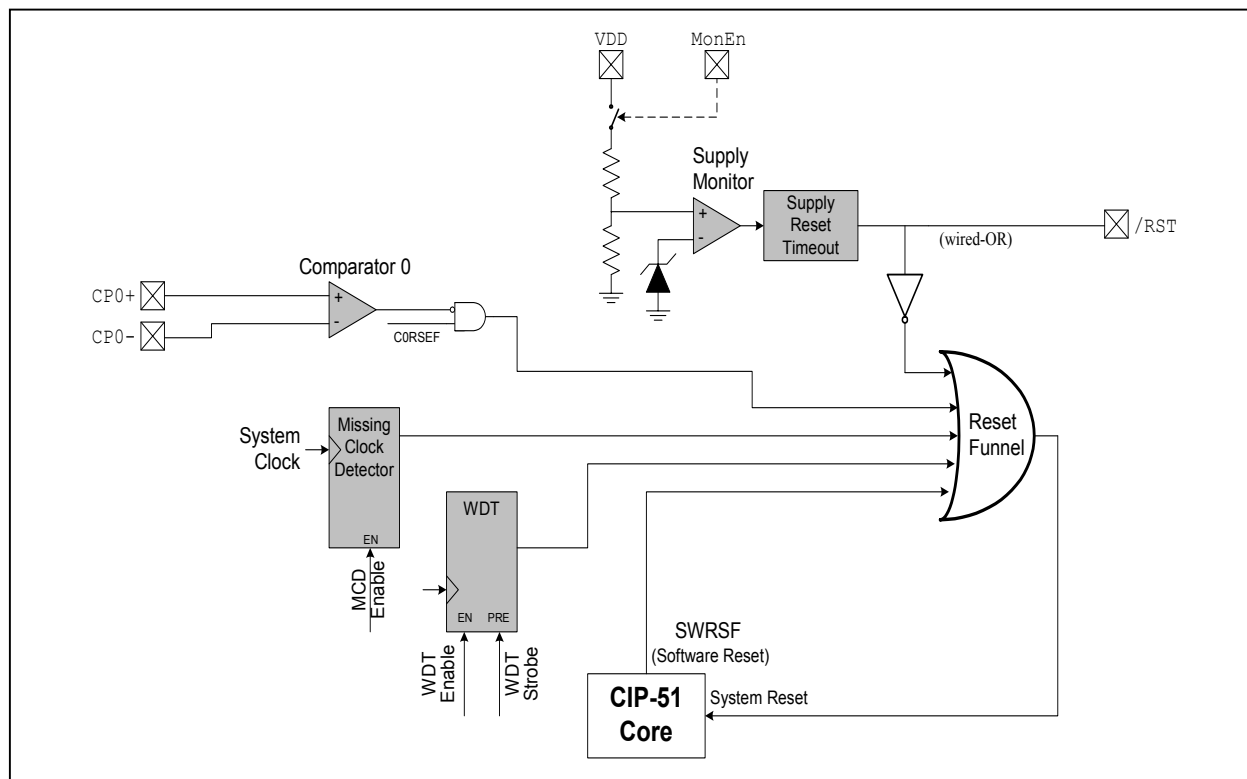 VDD
MonEn
Supply
Monitor
+
-
Supply
Reset
Timeout
(wired-OR)
/RST
Comparator 0
CP0+
CP0-
+
-
C0RSEF
Reset
Funnel
System
Clock
Missing
Clock
Detector
EN
MCD
Enable
WDT
EN
PRE
WDT
Enable
WDT
Strobe
SWRSF
(Software Reset)
CIP-51
Core
System Reset